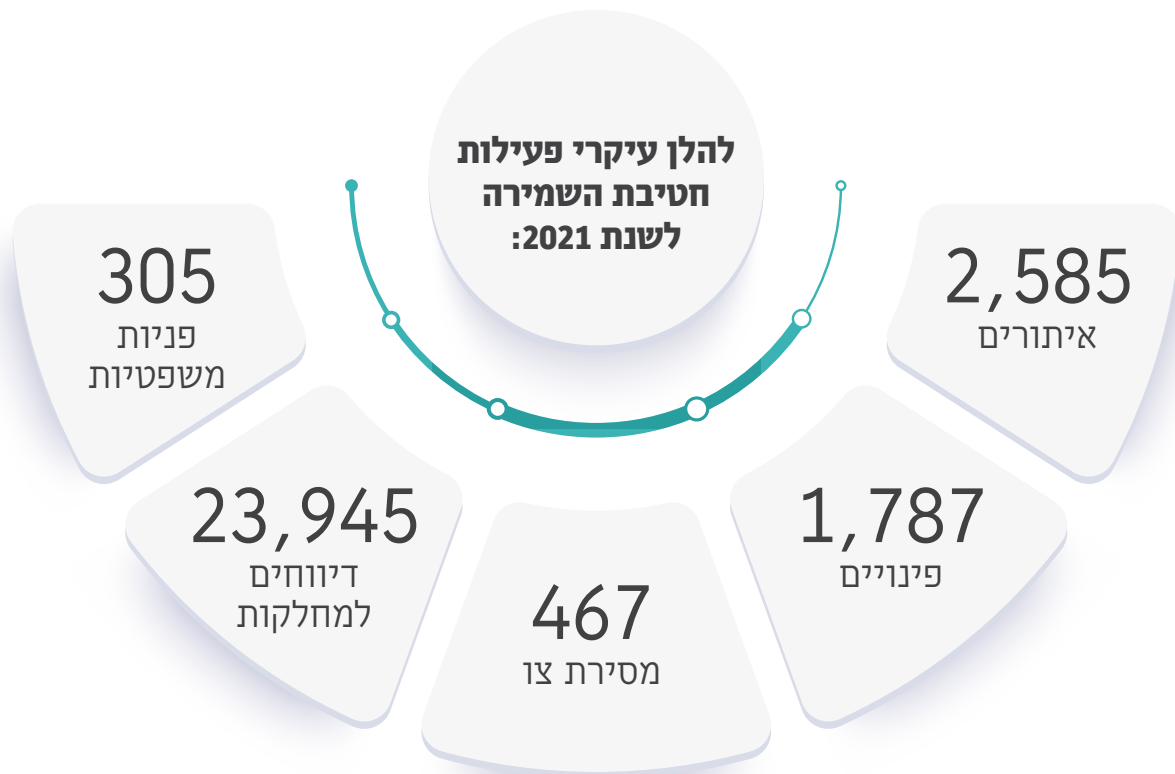 להלן עיקרי פעילות
חטיבת השמירה
לשנת 2021:
2,585
איתורים
1,787
פינויים
467
מסירת צו
23,945
דיווחים
למחלקות
305
פניות
משפטיות